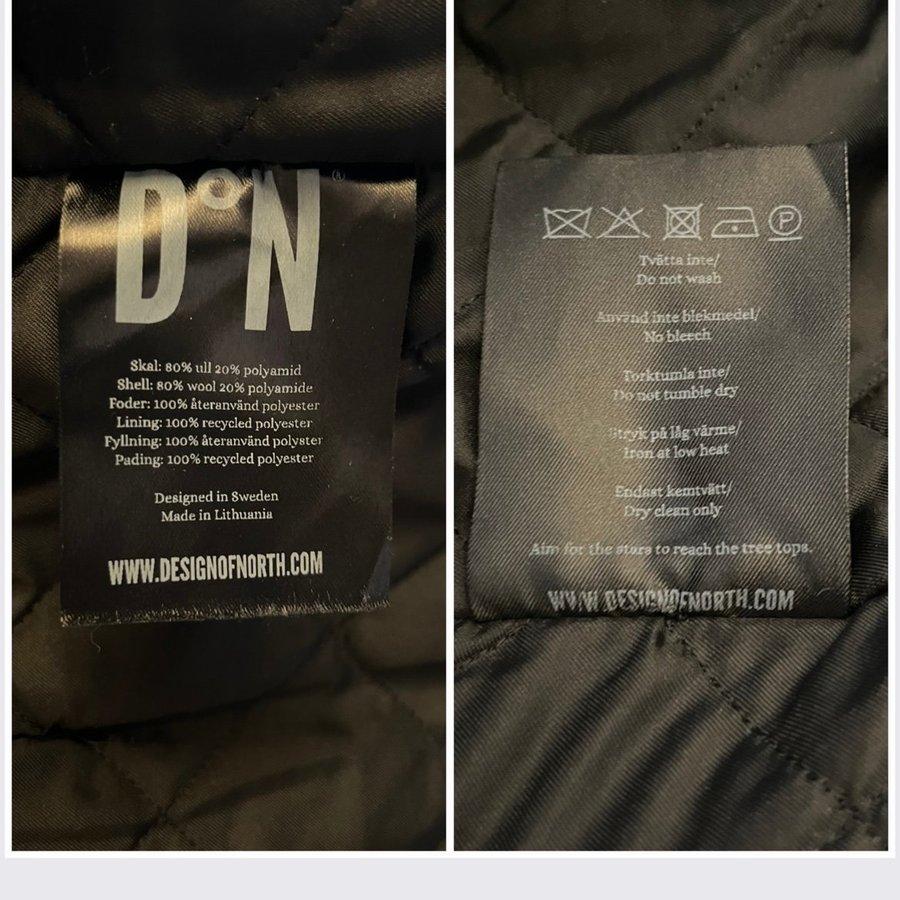 D°N ®
Skal: 80% ull 20% polyamid
Shell: 80% wool 20% polyamide
Foder: 100% återanvänd polyester
Lining: 100% recycled polyester
Fyllning: 100% återanvänd polyster
Pading: 100% recycled polyester
Designed in Sweden
Made in Lithuania
WWW.DESIGNOFNORTH.COM
P
Tvätta inte/
Do not wash
Använd inte blekmedel/
No bleech
Torktumla inte/
Do not tumble dry
Stryk på låg värme/
Iron at low heat
Endast kemtvätt/
Dry clean only
Aim for the stars to reach the tree tops.
WWW.DESIGNOFNORTH.COM